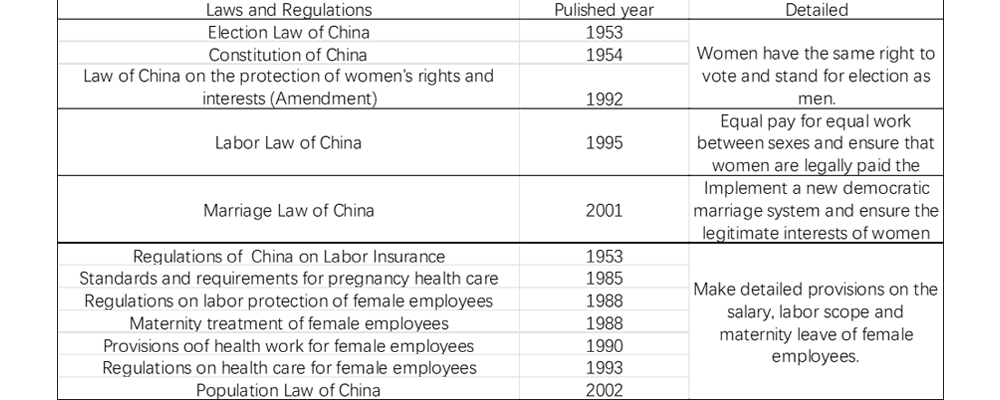 Laws and Regulations Pulished year Detailed
Election Law of China 1953
Constitution of China 1954
Law of China on the protection of women's rights and
interests (Amendment) 1992
Women have the same right to
vote and stand for election as
men.
Labor Law of China 1995
Equal pay for equal work
between sexes and ensure that
women are legally paid the
Marriage Law of China 2001
Implement a new democratic
marriage system and ensure the
legitimate interests of women
Regulations of China on Labor Insurance 1953
Standards and requirements for pregnancy health care 1985
Regulations on labor protection of female employees 1988
Maternity treatment of female employees 1988
Provisions oof health work for female employees 1990
Regulations on health care for female employees 1993
Population Law of China 2002
Make detailed provisions on the
salary, labor scope and
maternity leave of female
employees.